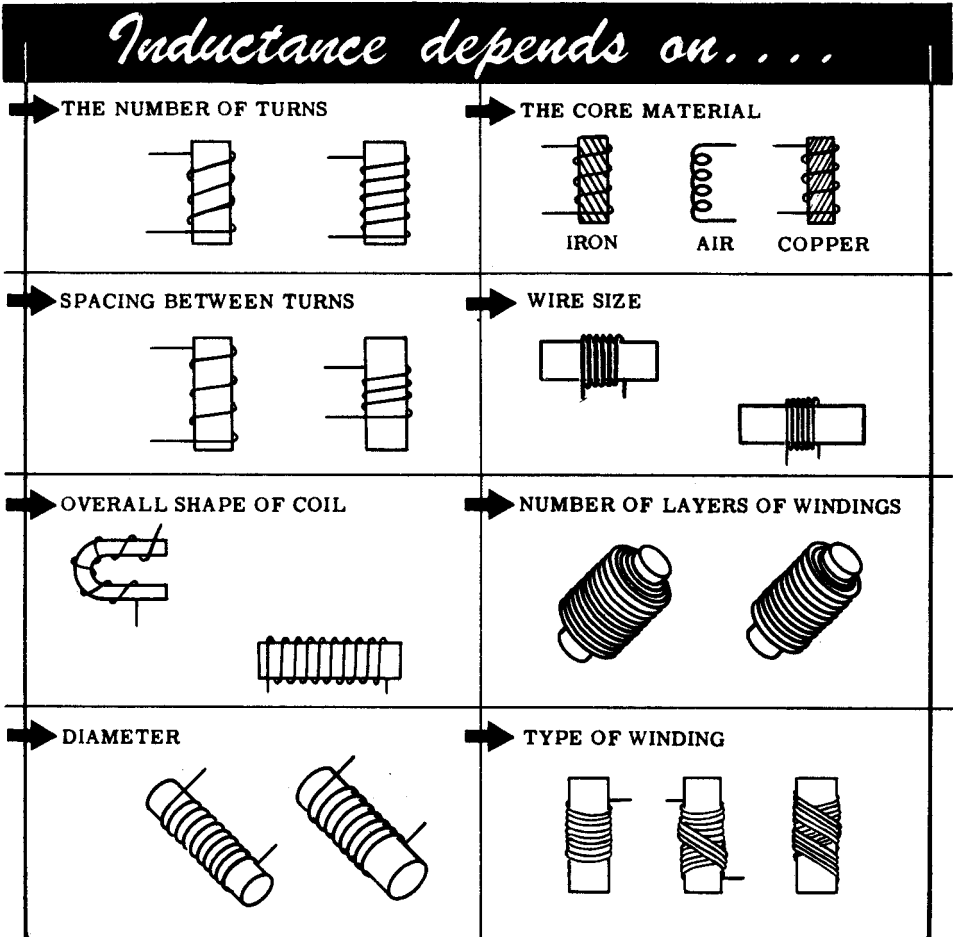 Inductance depends on....
THE NUMBER OF TURNS
THE CORE MATERIAL
IRON
AIR
COPPER
SPACING BETWEEN TURNS
WIRE SIZE
OVERALL SHAPE OF COIL
NUMBER OF LAYERS OF WINDINGS
DIAMETER
TYPE OF WINDING